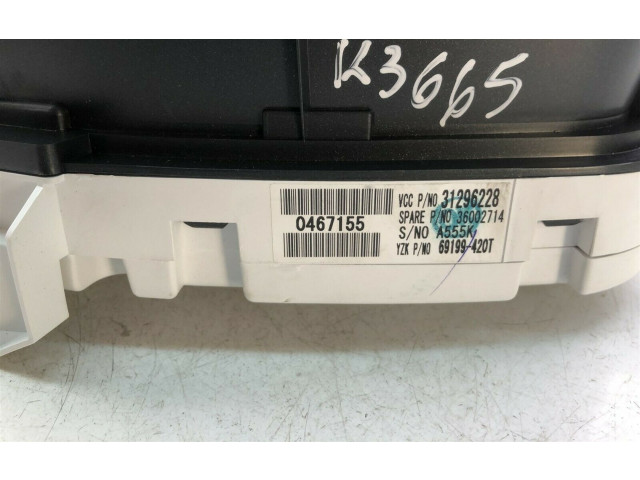 K3665
0467155
VCC P/NO 31296228
SPARE P/NO 36002714
S/NO A555K
YZK P/NO 69199-420T